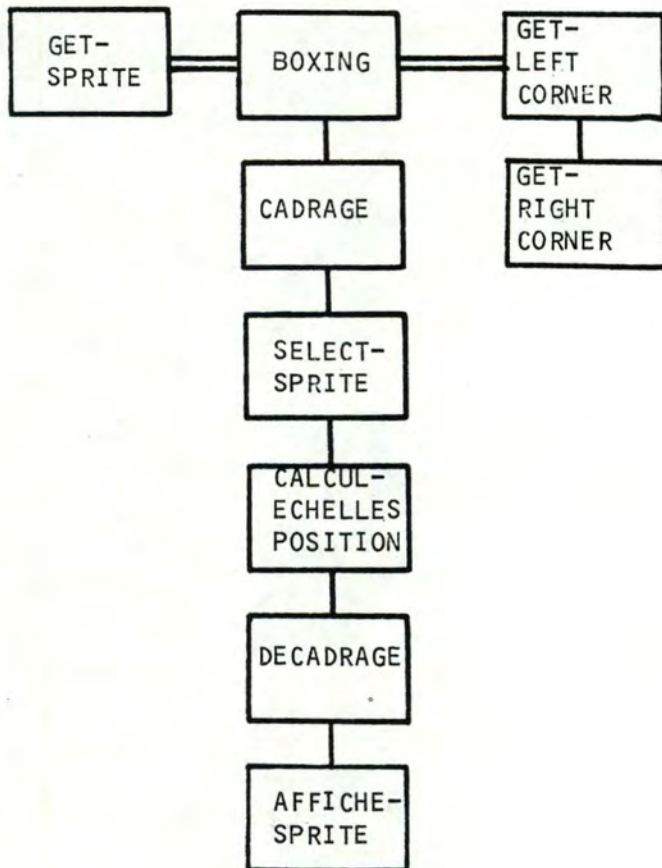 GET-
SPRITE
BOXING
GET-
LEFT
CORNER
CADRAGE
GET-
RIGHT
CORNER
SELECT-
SPRITE
CALCUL-
ECHELLES
POSITION
DECADRAGE
AFFICHE-
SPRITE